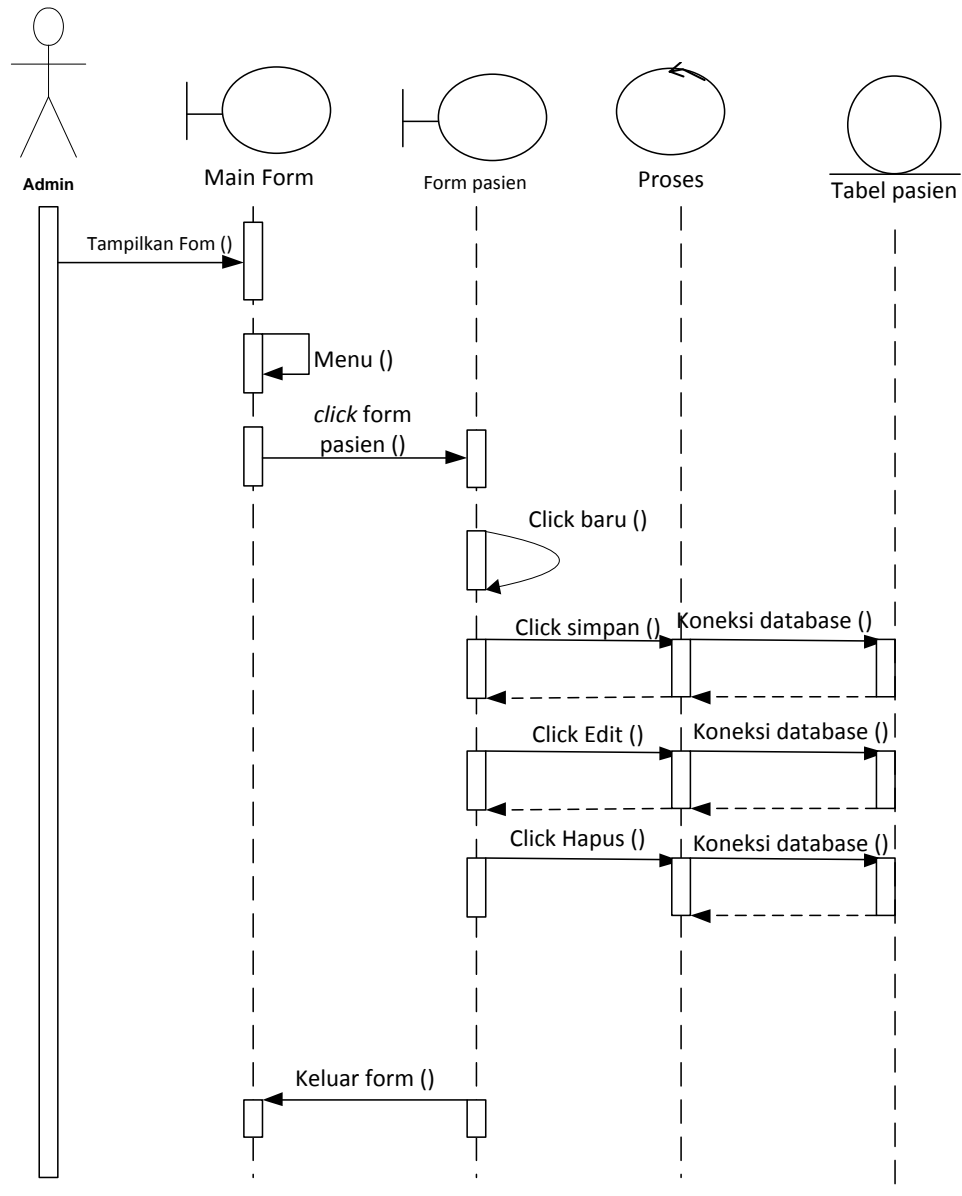 Admin
Main Form
Form pasien
Proses
Tabel pasien
Tampilkan Fom ()
Menu ()
click form
pasien ()
Click baru ()
Click simpan ()
Koneksi database ()
Click Edit ()
Koneksi database ()
Click Hapus ()
Koneksi database ()
Keluar form ()